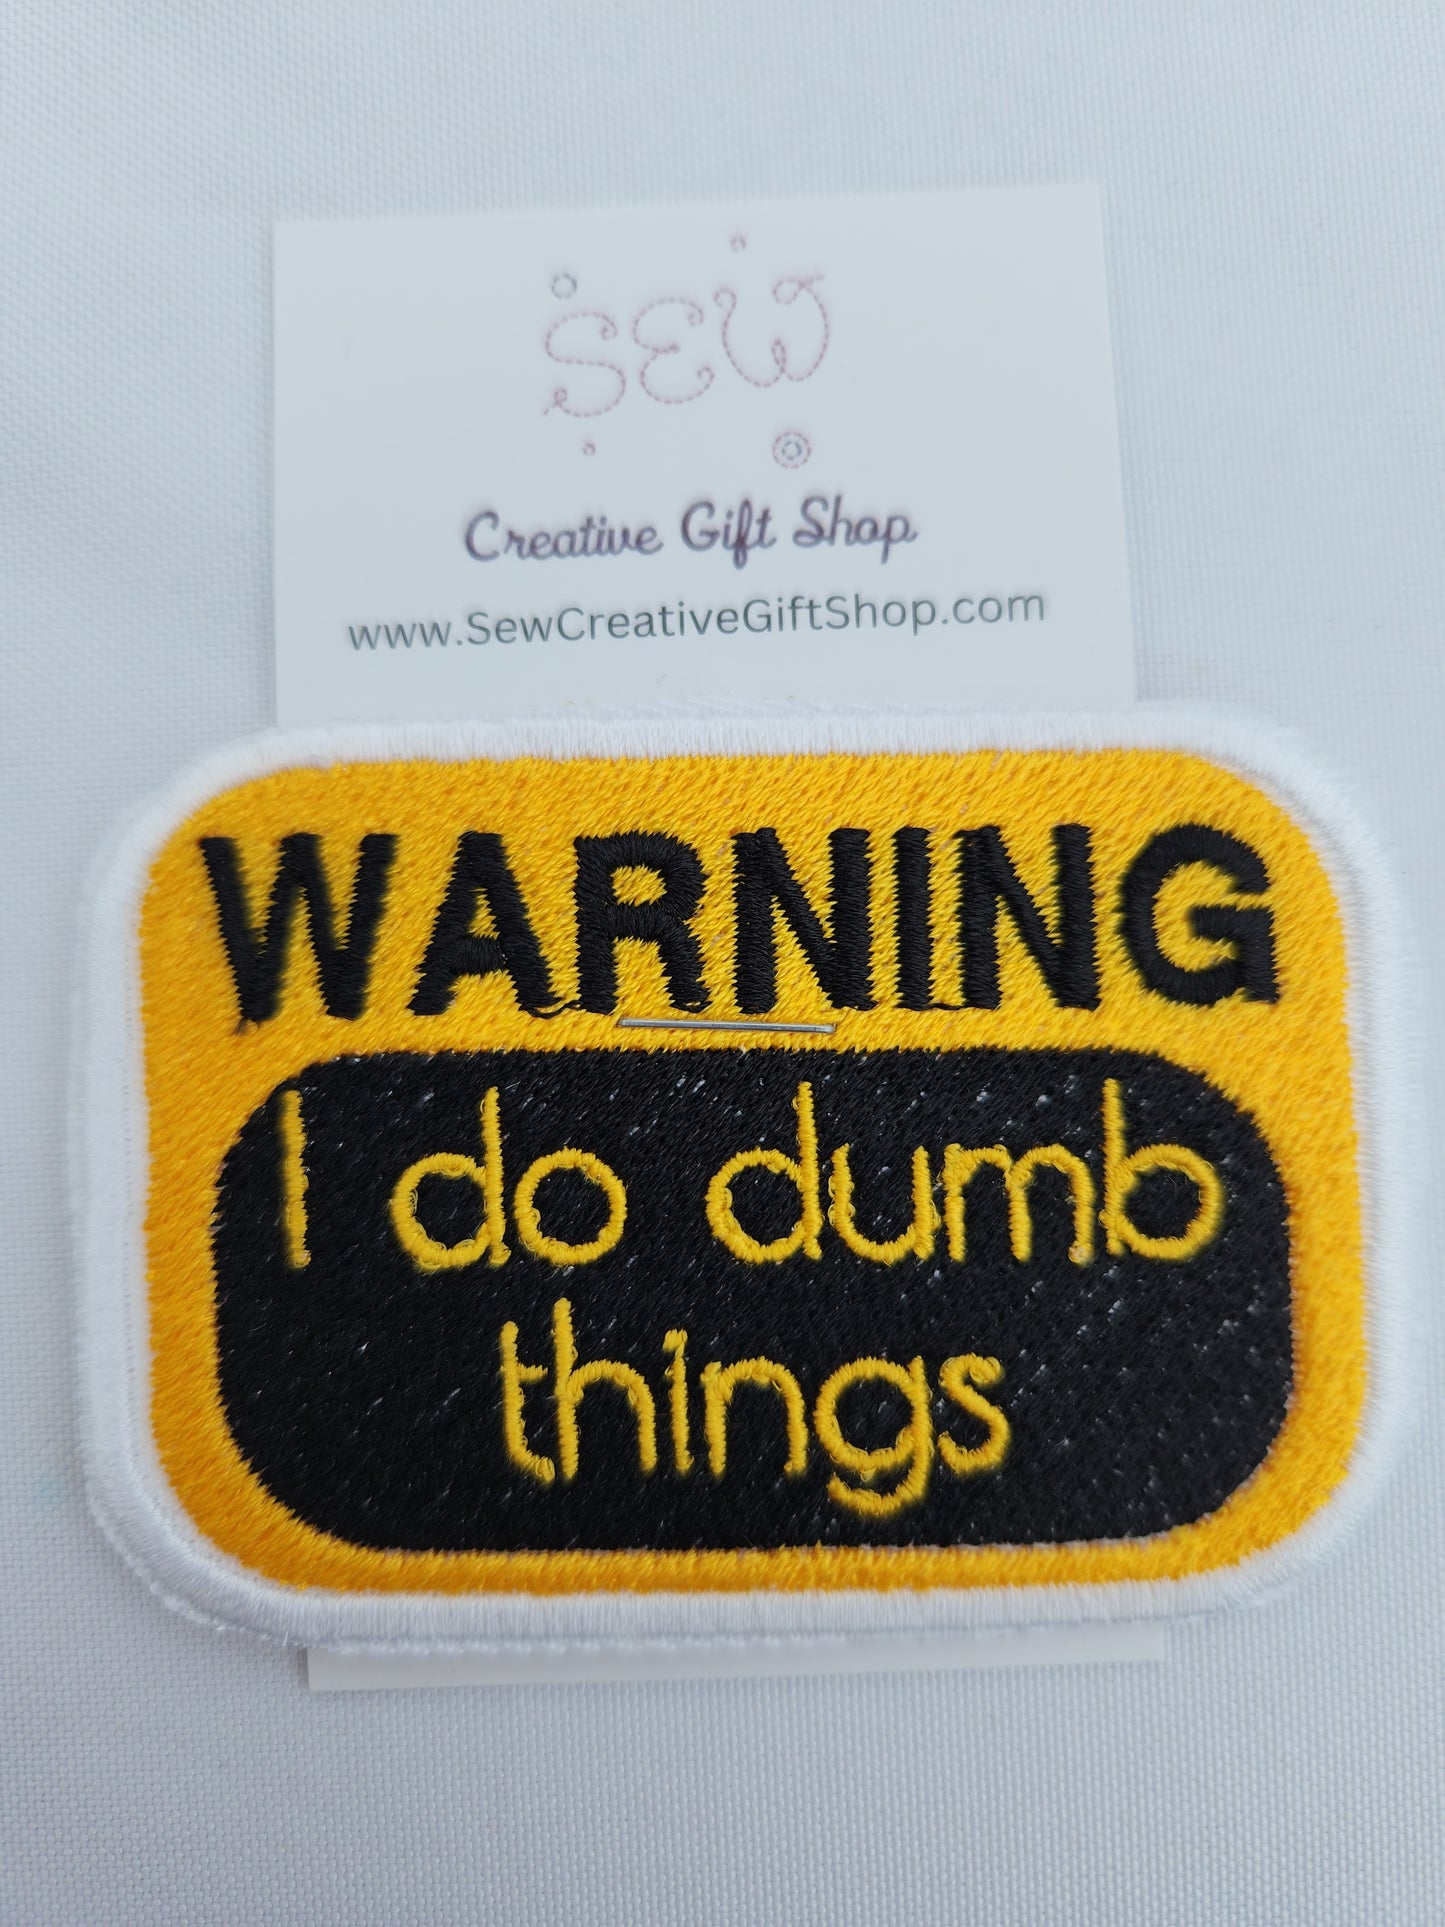 SEW
Creative Gift Shop
www.SewCreativeGiftShop.com
WARNING
I do dumb
things